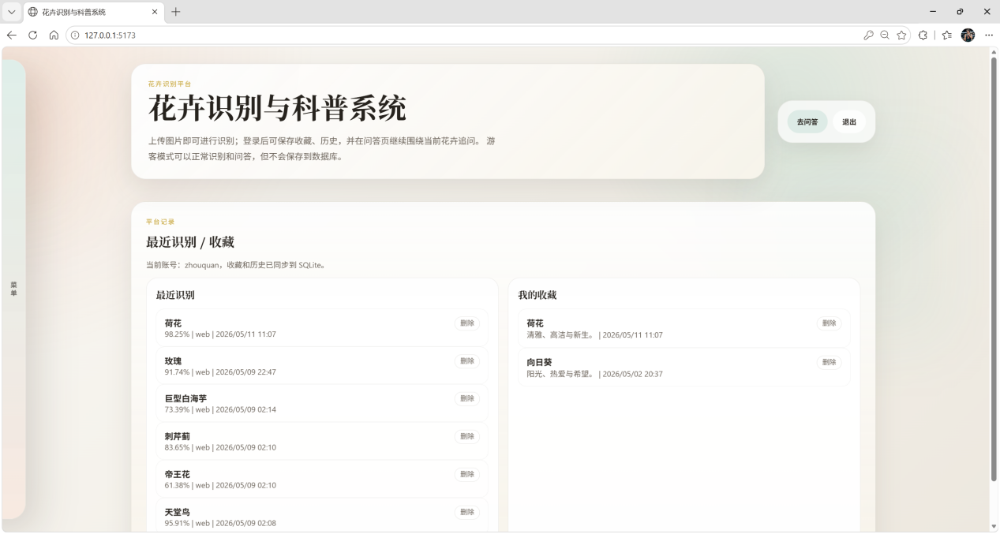 花卉识别与科普系统
127.0.0.1:5173
菜单
花卉识别平台
花卉识别与科普系统
上传图片即可进行识别；登录后可保存收藏、历史，并在问答页继续围绕当前花卉追问。 游
客模式可以正常识别和问答，但不会保存到数据库。
去问答
退出
平台记录
最近识别 / 收藏
当前账号：zhouquan，收藏和历史已同步到 SQLite。
最近识别
荷花
删除
98.25% | web | 2026/05/11 11:07
玫瑰
删除
91.74% | web | 2026/05/09 22:47
巨型白海芋
删除
73.39% | web | 2026/05/09 02:14
刺芹蓟
删除
83.65% | web | 2026/05/09 02:10
帝王花
删除
61.38% | web | 2026/05/09 02:10
天堂鸟
删除
95.91% | web | 2026/05/09 02:08
我的收藏
荷花
删除
清雅、高洁与新生。 | 2026/05/11 11:07
向日葵
删除
阳光、热爱与希望。 | 2026/05/02 20:37